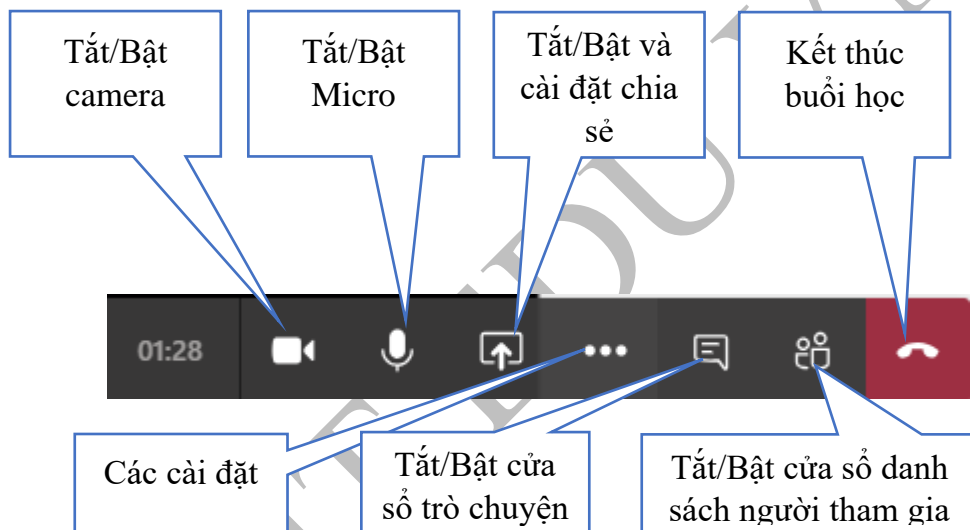 Tắt/Bật
camera
Tắt/Bật
Micro
Tắt/Bật và
cài đặt chia
sẻ
Kết thúc
buổi học
01:28
Các cài đặt
Tắt/Bật cửa
sổ trò chuyện
Tắt/Bật cửa sổ danh
sách người tham gia